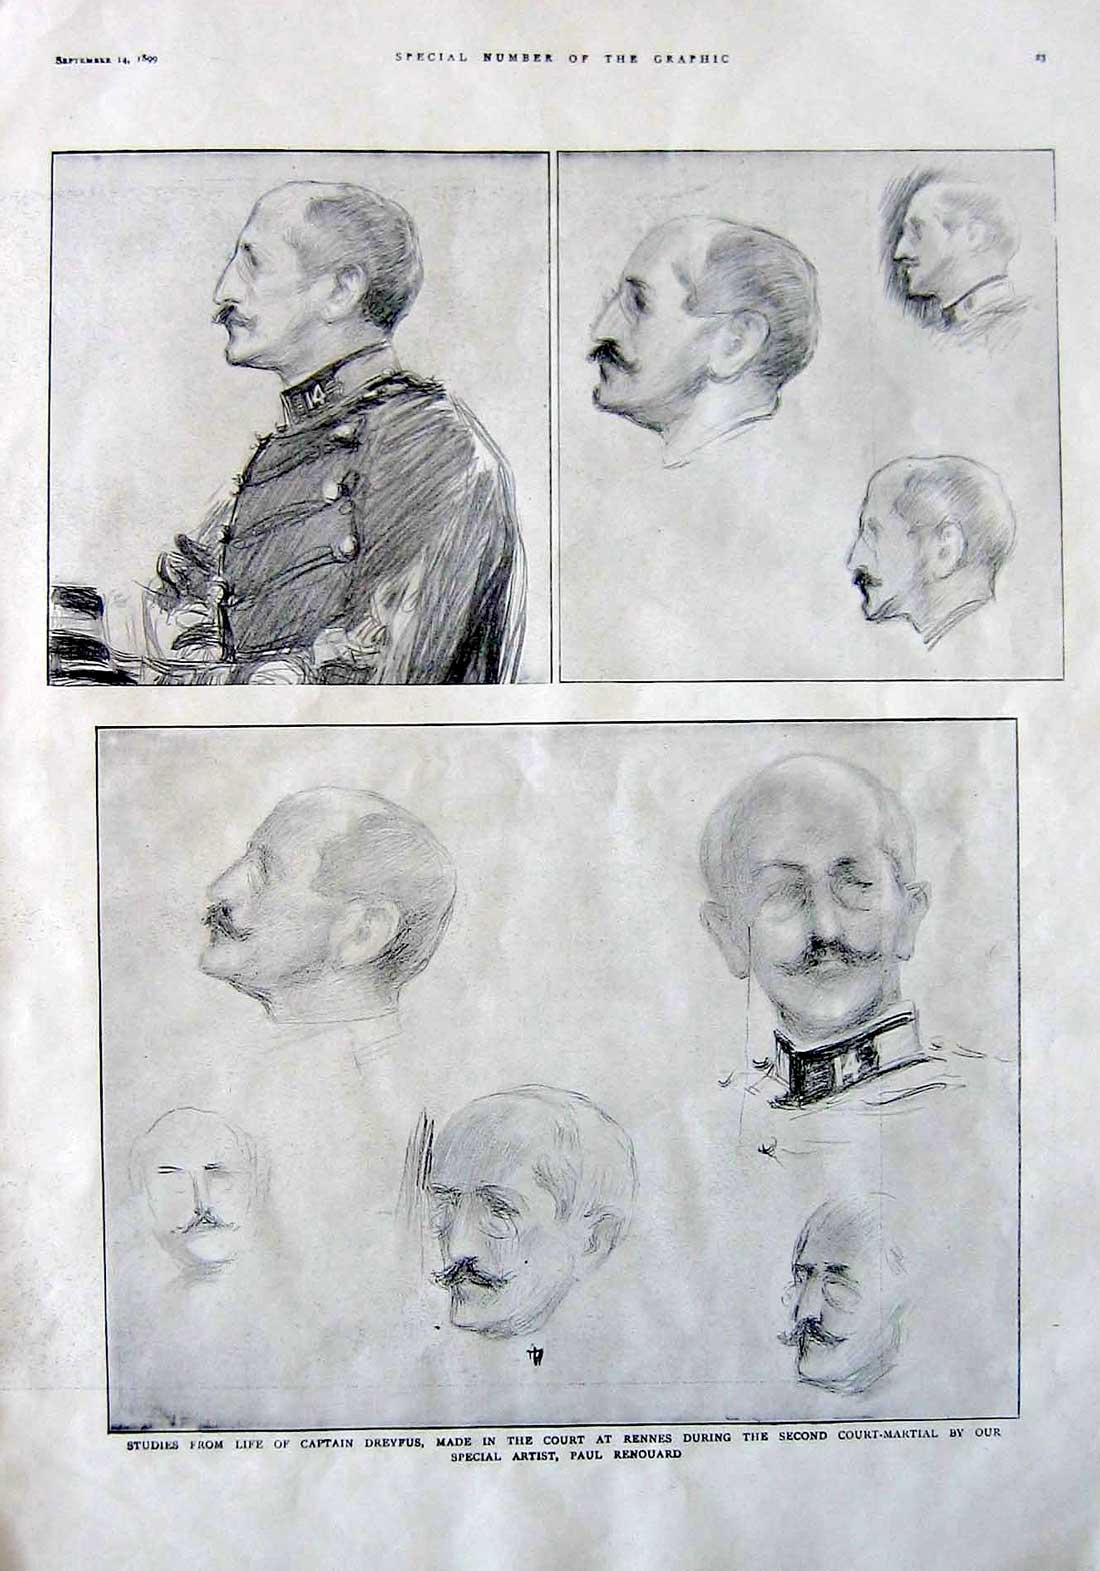 SEPTEMBER 14, 1899
SPECIAL NUMBER OF THE GRAPHIC
23
14
14
STUDIES FROM LIFE OF CAPTAIN DREYFUS, MADE IN THE COURT AT RENNES DURING THE SECOND COURT-MARTIAL BY OUR
SPECIAL ARTIST, PAUL RENOUARD